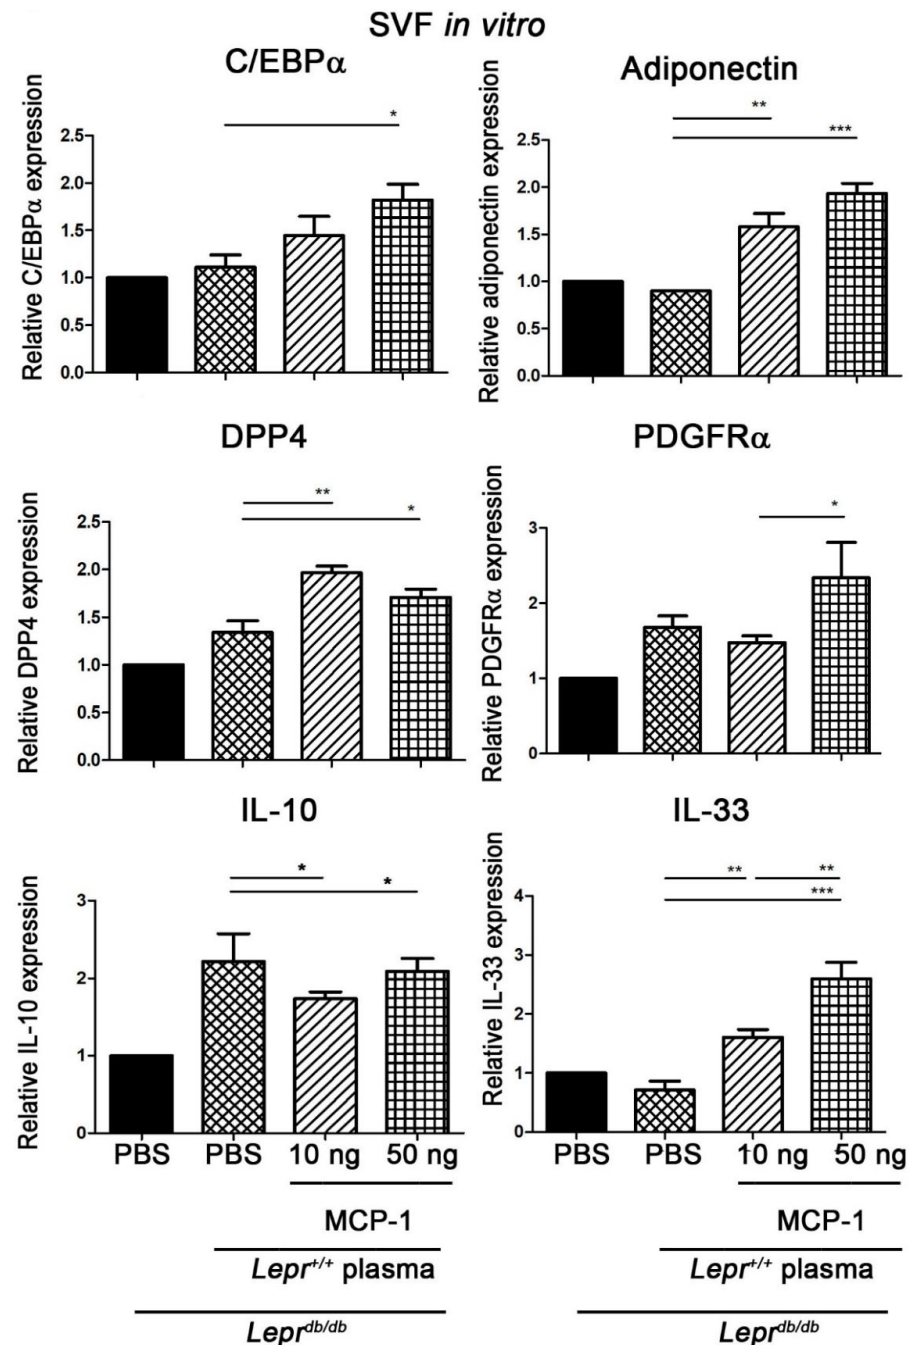 SVF in vitro
C/EBPα
Relative C/EBPα expression
2.5
2.0
1.5
1.0
0.5
0.0
*
Adiponectin
Relative adiponectin expression
2.5
2.0
1.5
1.0
0.5
0.0
**
***
DPP4
Relative DPP4 expression
2.5
2.0
1.5
1.0
0.5
0.0
**
*
PDGFRα
Relative PDGFRα expression
3
2
1
0
*
IL-10
Relative IL-10 expression
3
2
1
0
*
*
PBS PBS 10 ng 50 ng
MCP-1
Lepr+/+ plasma
Leprdb/db
IL-33
Relative IL-33 expression
4
3
2
1
0
** **
***
PBS PBS 10 ng 50 ng
MCP-1
Lepr+/+ plasma
Leprdb/db